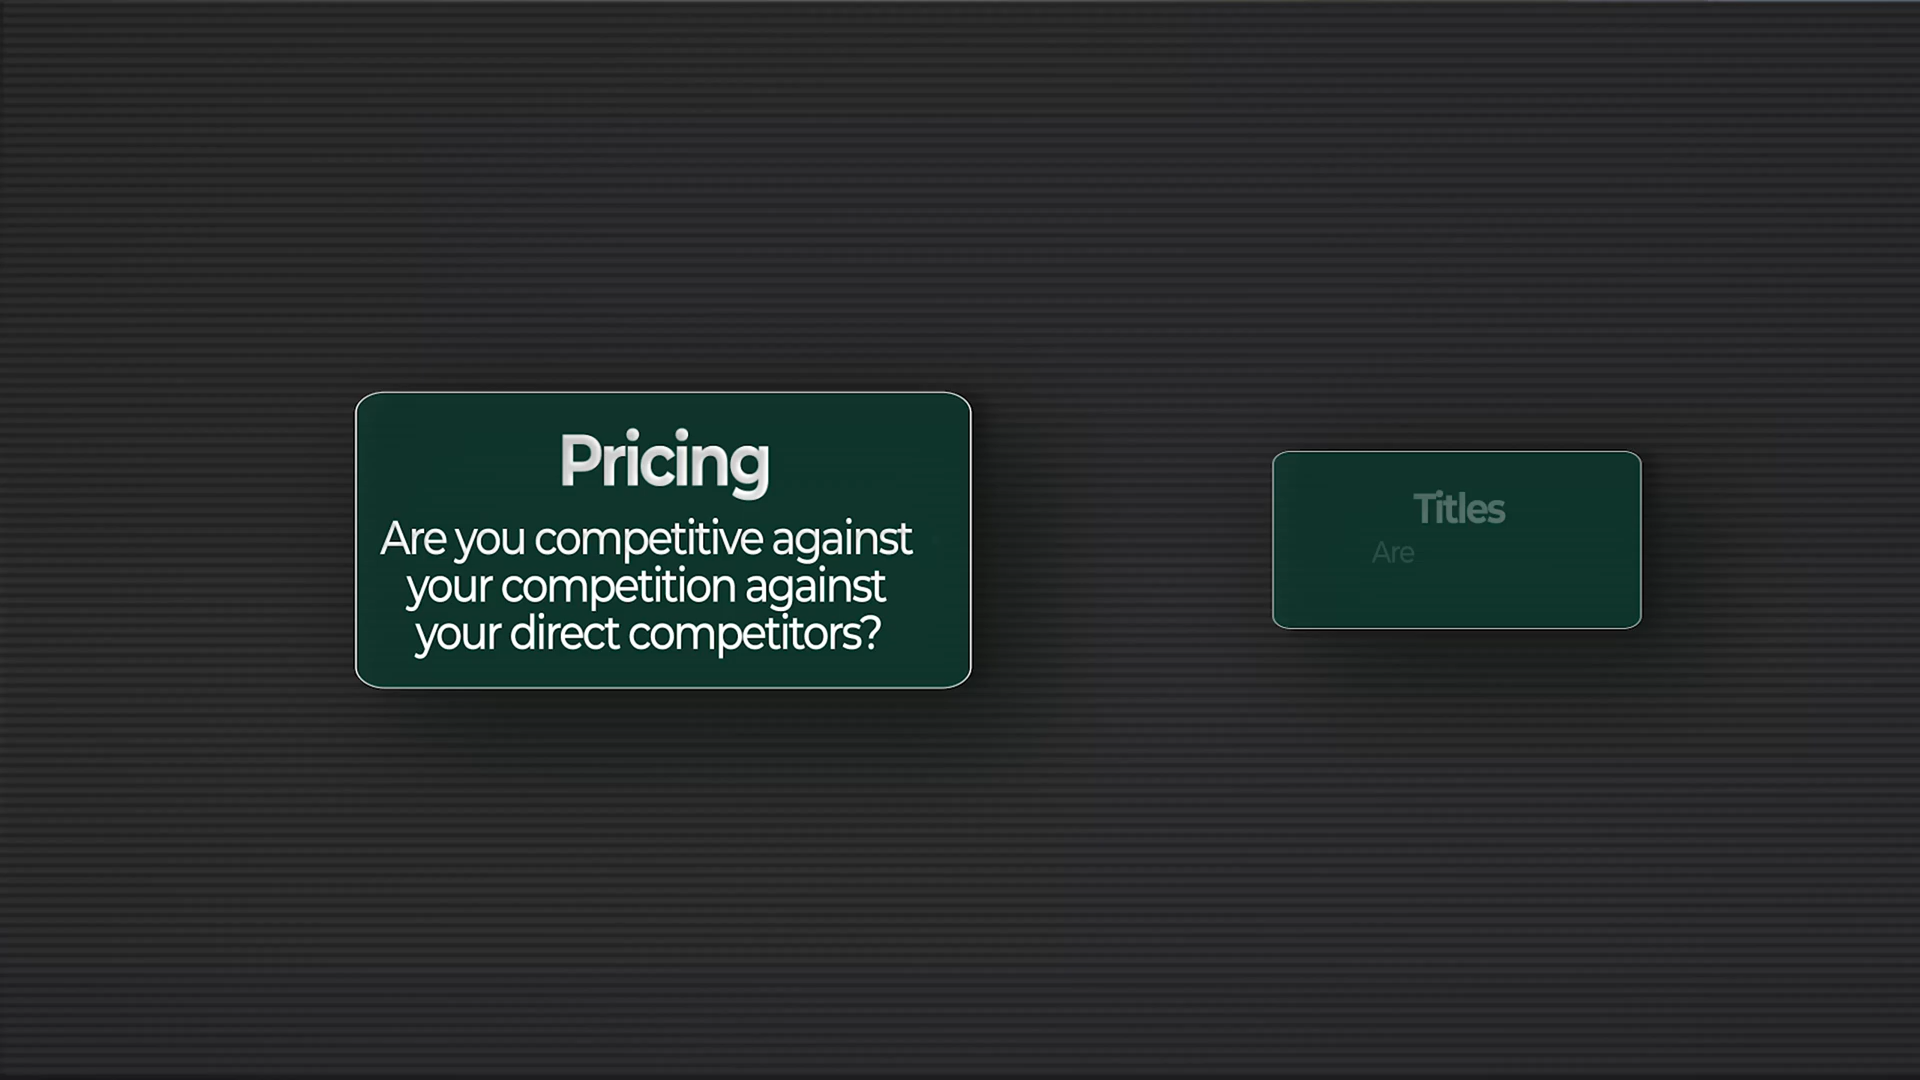 Pricing
Are you competitive against
your competition against
your direct competitors?
Titles
Are